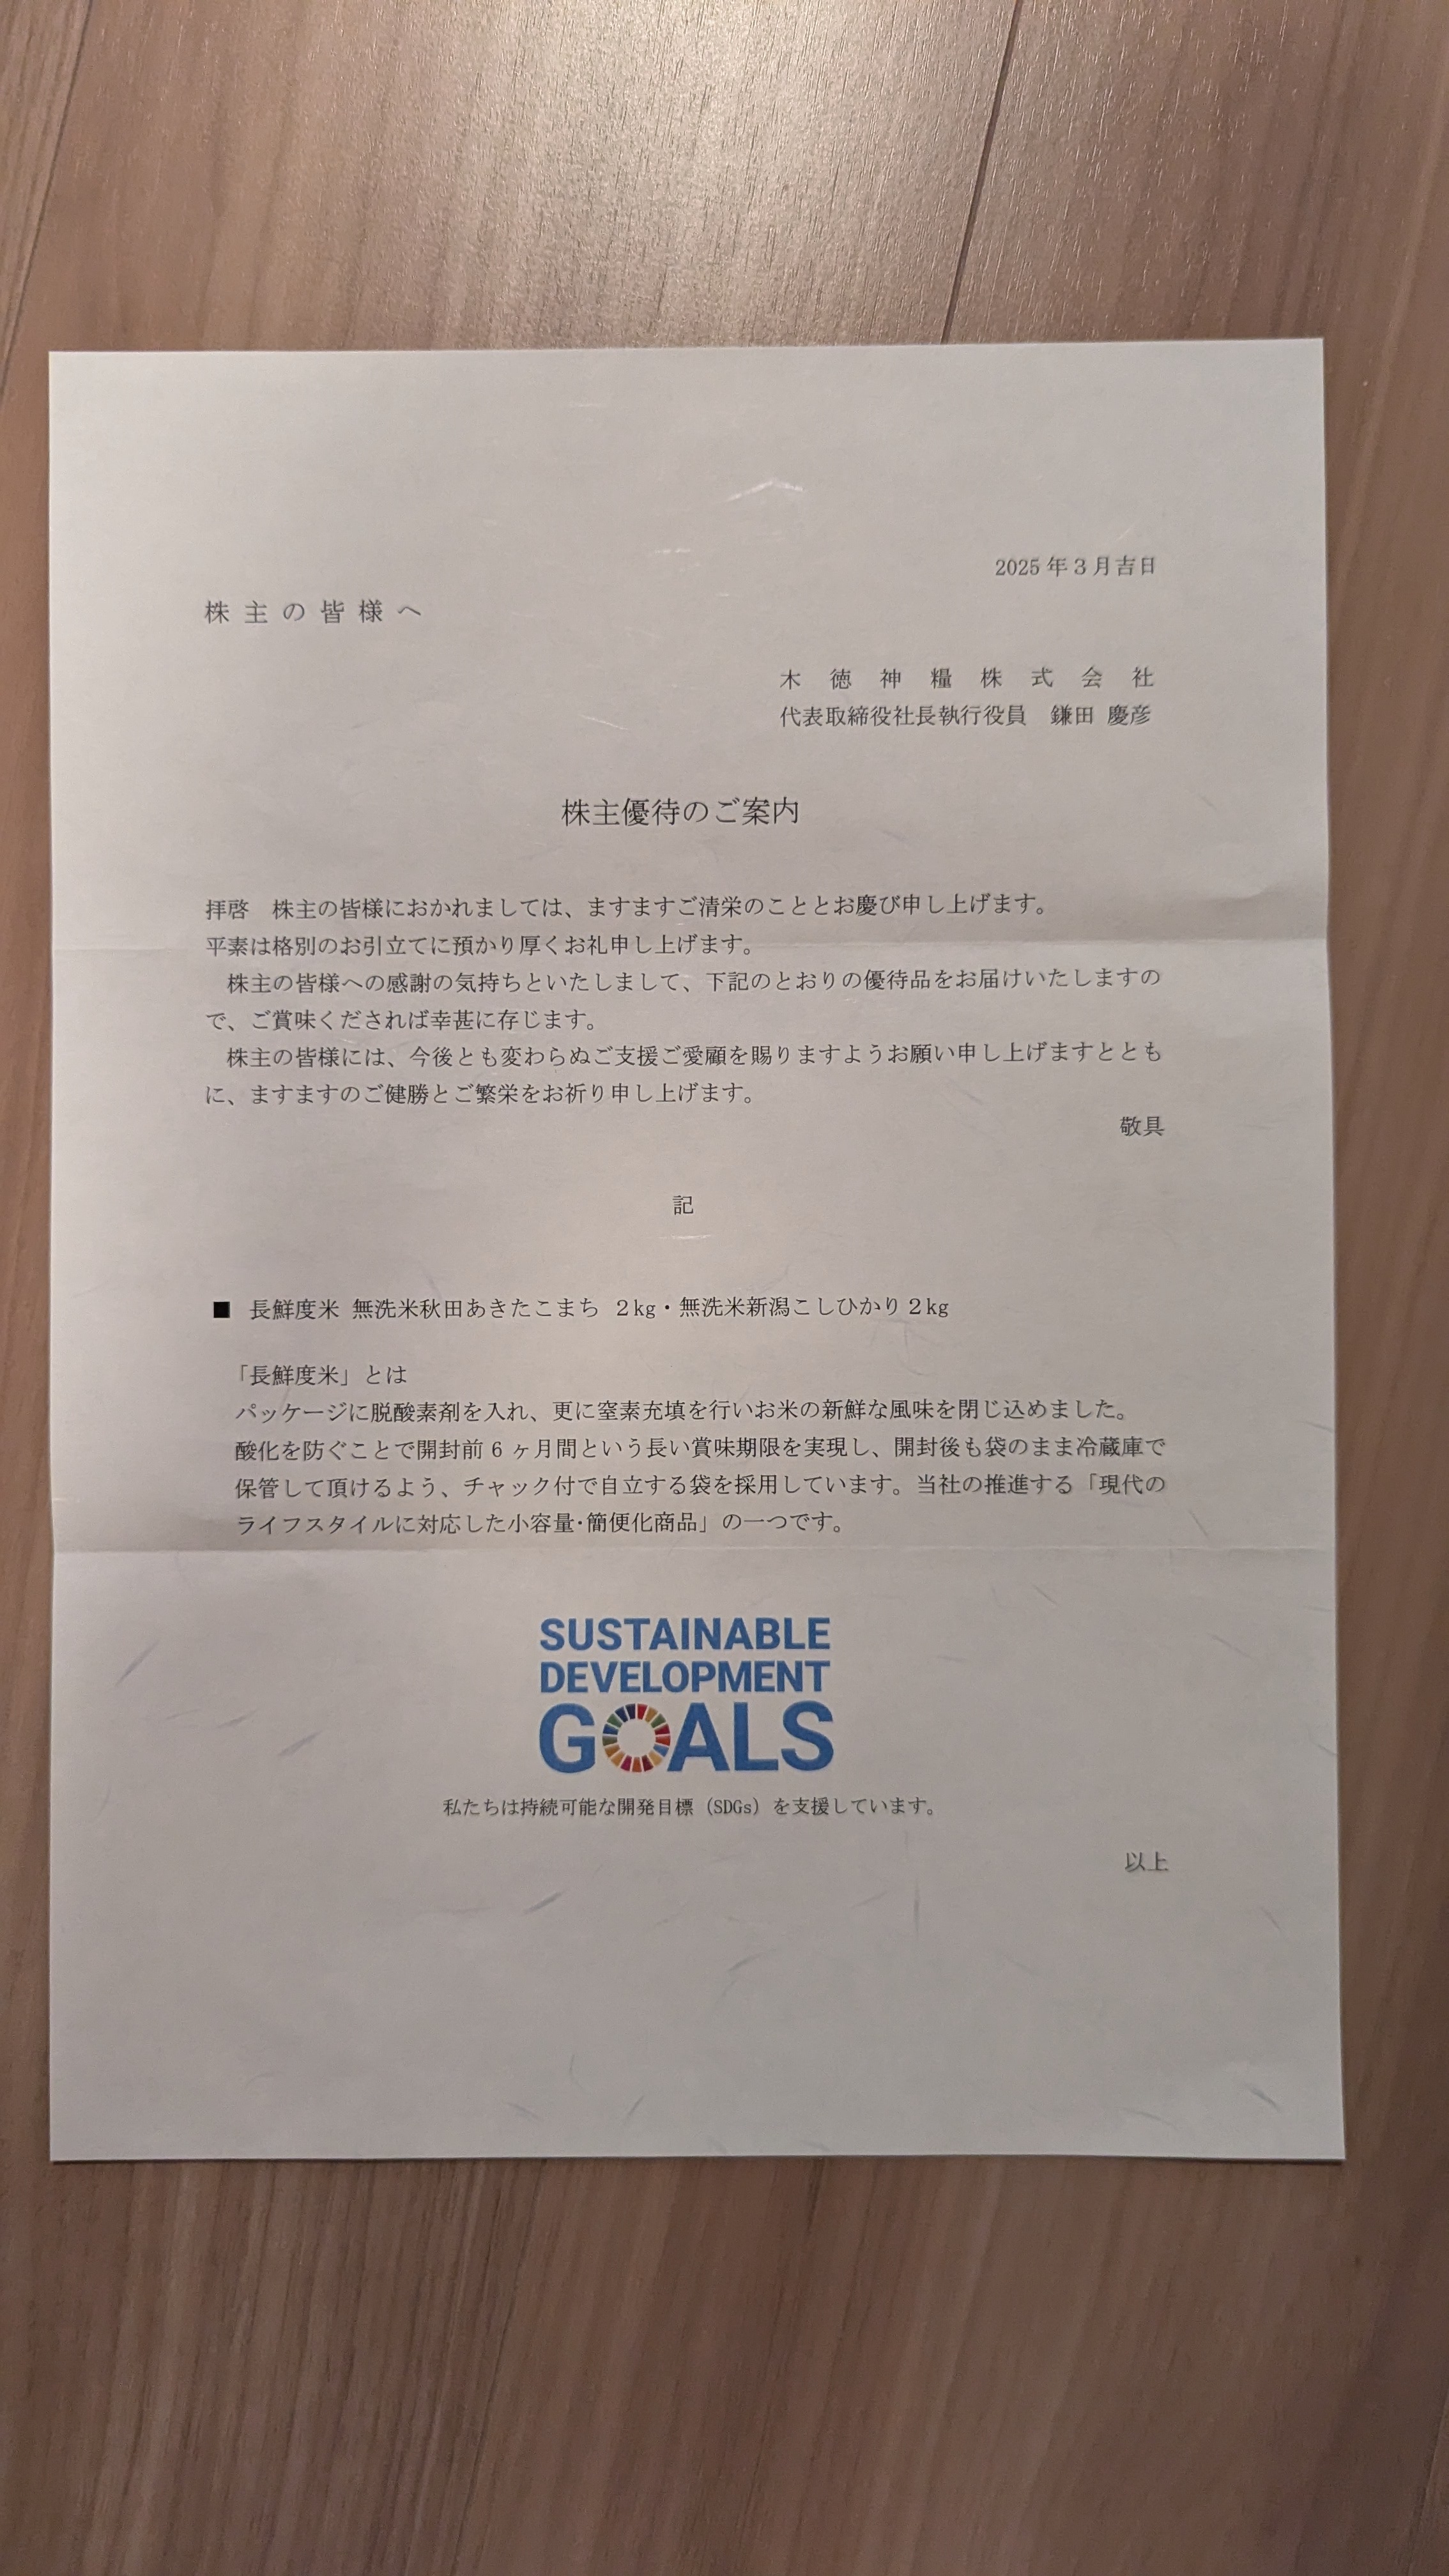 2025年3月吉日
株主の皆様へ
木徳神糧株式会社
代表取締役社長執行役員　鎌田 慶彦
株主優待のご案内
拝啓　株主の皆様におかれましては、ますますご清栄のこととお慶び申し上げます。
平素は格別のお引立てに預かり厚くお礼申し上げます。
　株主の皆様への感謝の気持ちといたしまして、下記のとおりの優待品をお届けいたしますの
で、ご賞味くだされば幸甚に存じます。
　株主の皆様には、今後とも変わらぬご支援ご愛顧を賜りますようお願い申し上げますととも
に、ますますのご健勝とご繁栄をお祈り申し上げます。
敬具
記
■　長鮮度米 無洗米秋田あきたこまち 2kg・無洗米新潟こしひかり2kg
「長鮮度米」とは
パッケージに脱酸素剤を入れ、更に窒素充填を行いお米の新鮮な風味を閉じ込めました。
酸化を防ぐことで開封前6ヶ月間という長い賞味期限を実現し、開封後も袋のまま冷蔵庫で
保管して頂けるよう、チャック付で自立する袋を採用しています。当社の推進する「現代の
ライフスタイルに対応した小容量･簡便化商品」の一つです。
SUSTAINABLE
DEVELOPMENT
GOALS
私たちは持続可能な開発目標（SDGs）を支援しています。
以上